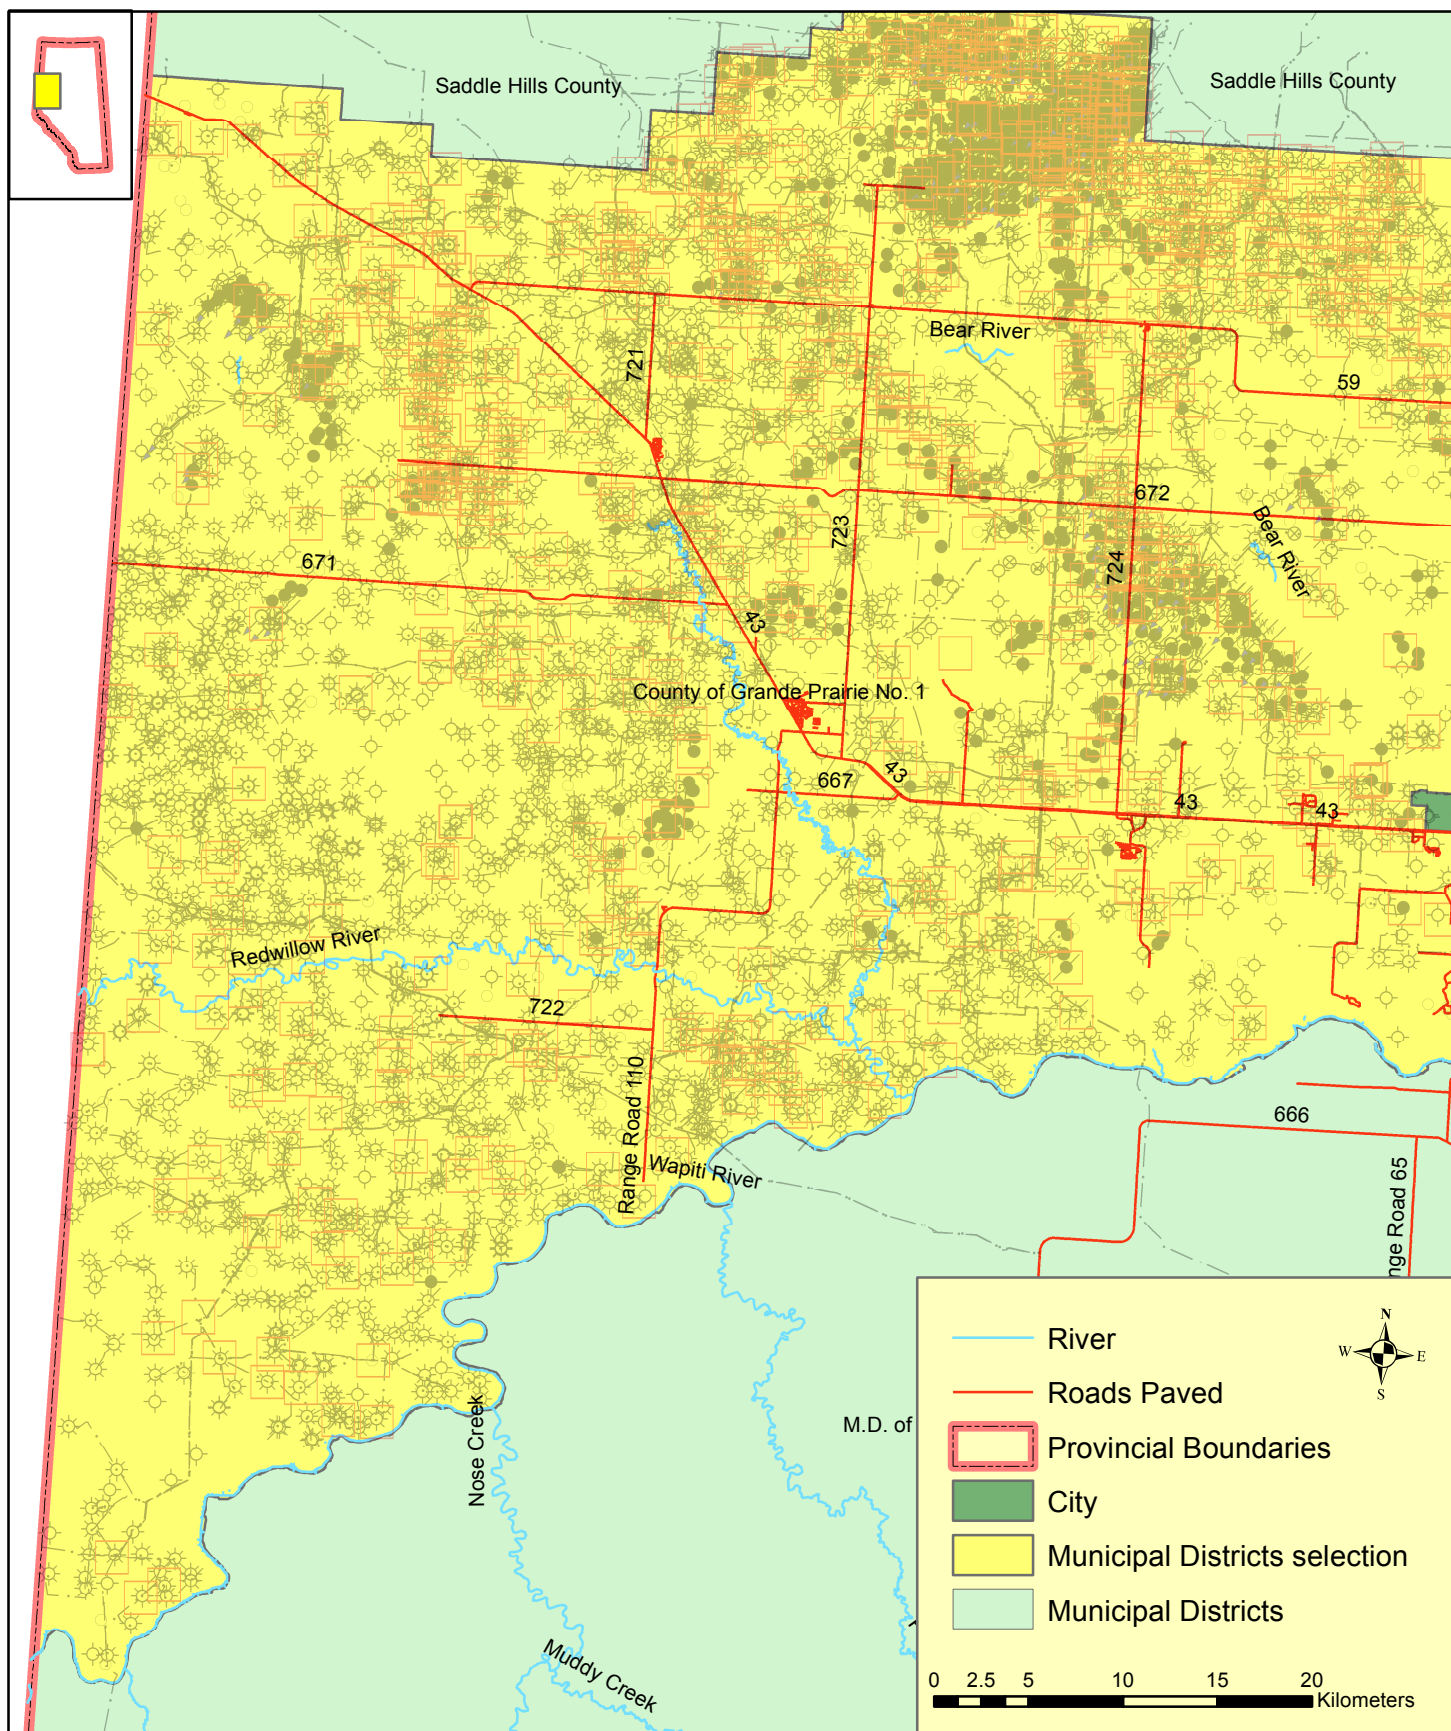 Saddle Hills County
Saddle Hills County
Bear River
721
59
672
Bear River
723
724
671
43
County of Grande Prairie No. 1
43
667
43
43
Redwillow River
722
Range Road 110
666
Wapiti River
nge Road 65
Nose Creek
M.D. of
Muddy Creek
N
W E
S
River
Roads Paved
Provincial Boundaries
City
Municipal Districts selection
Municipal Districts
0 2.5 5 10 15 20
Kilometers